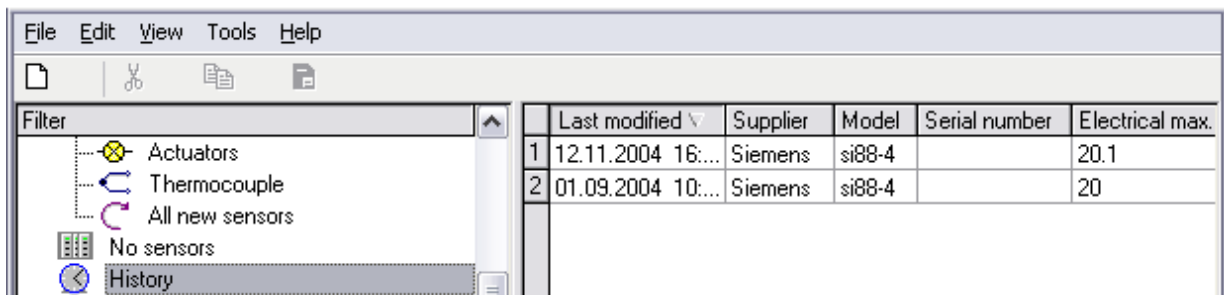 File Edit View Tools Help
Filter
Actuators
Thermocouple
All new sensors
No sensors
History
Last modified Supplier Model Serial number Electrical max.
1 12.11.2004 16:... Siemens si88-4 20.1
2 01.09.2004 10:... Siemens si88-4 20